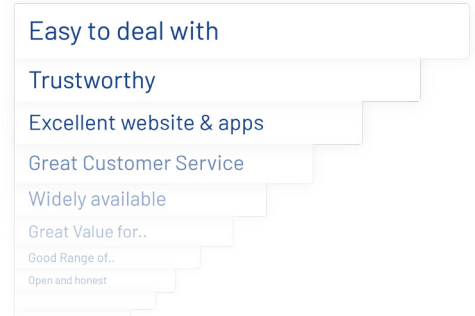 Easy to deal with
Trustworthy
Excellent website & apps
Great Customer Service
Widely available
Great Value for..
Good Range of..
Open and honest